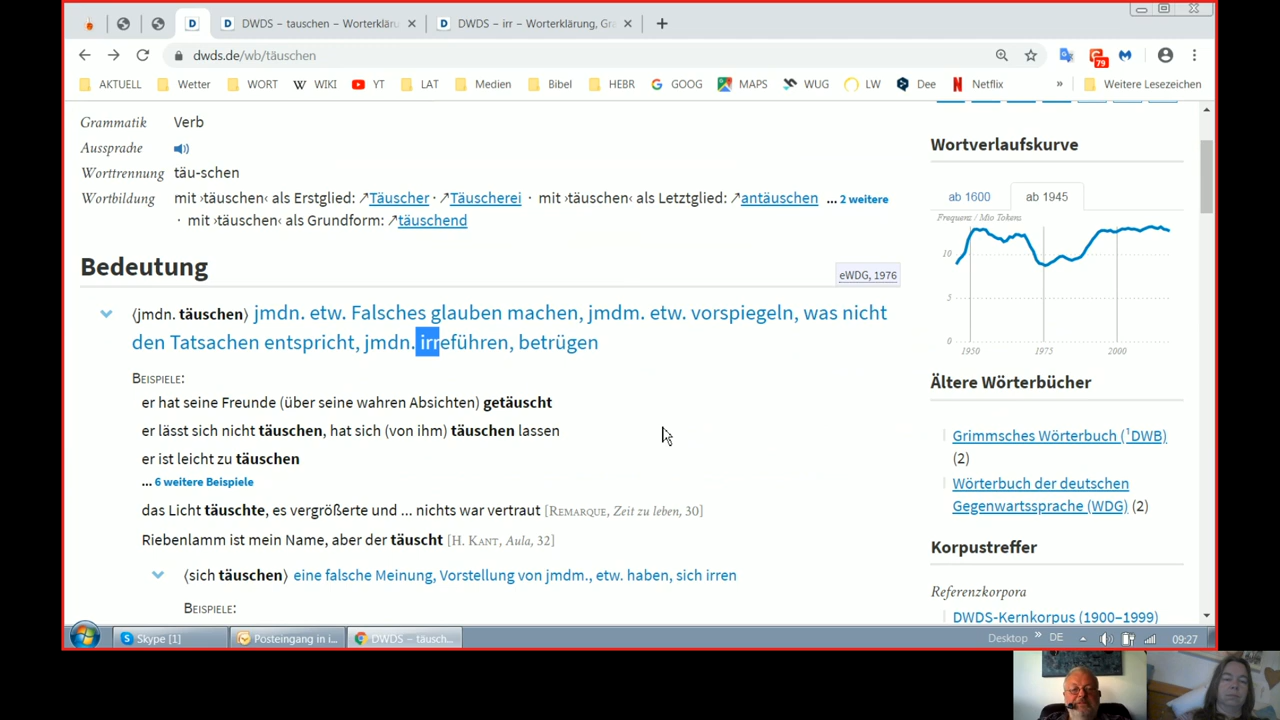 DWDS – tauschen – Worterklär
DWDS – irr – Worterklärung, Gr
dwds.de/wb/täuschen
79
AKTUELL Wetter WORT WIKI YT LAT Medien Bibel HEBR GOOG MAPS WUG LW Dee Netflix » Weitere Lesezeichen
Grammatik Verb
Aussprache
Worttrennung täu-schen
Wortbildung mit ›täuschen‹ als Erstglied: ↗Täuscher · ↗Täuscherei · mit ›täuschen‹ als Letztglied: ↗antäuschen ... 2 weitere
· mit ›täuschen‹ als Grundform: ↗täuschend
Bedeutung
eWDG, 1976
⟨jmdn. täuschen⟩ jmdn. etw. Falsches glauben machen, jmdm. etw. vorspiegeln, was nicht
den Tatsachen entspricht, jmdn. irreführen, betrügen
BEISPIELE:
er hat seine Freunde (über seine wahren Absichten) getäuscht
er lässt sich nicht täuschen, hat sich (von ihm) täuschen lassen
er ist leicht zu täuschen
... 6 weitere Beispiele
das Licht täuschte, es vergrößerte und ... nichts war vertraut [REMARQUE, Zeit zu leben, 30]
Riebenlamm ist mein Name, aber der täuscht [H. KANT, Aula, 32]
⟨sich täuschen⟩ eine falsche Meinung, Vorstellung von jmdm., etw. haben, sich irren
BEISPIELE:
Wortverlaufskurve
ab 1600 ab 1945
Frequenz / Mio Tokens
10
5
0
1950 1975 2000
Ältere Wörterbücher
Grimmsches Wörterbuch (¹DWB)
(2)
Wörterbuch der deutschen
Gegenwartssprache (WDG) (2)
Korpustreffer
Referenzkorpora
DWDS-Kernkorpus (1900–1999)
Skype [1] Posteingang in i... DWDS – täusch... Desktop » DE 09:27